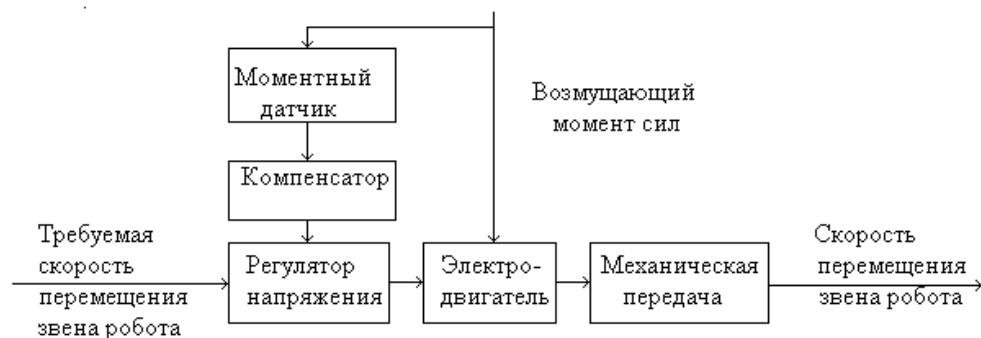 Моментный
датчик
Возмущающий
момент сил
Компенсатор
Требуемая
скорость
перемещения
звена робота
Регулятор
напряжения
Электро-
двигатель
Механическая
передача
Скорость
перемещения
звена робота